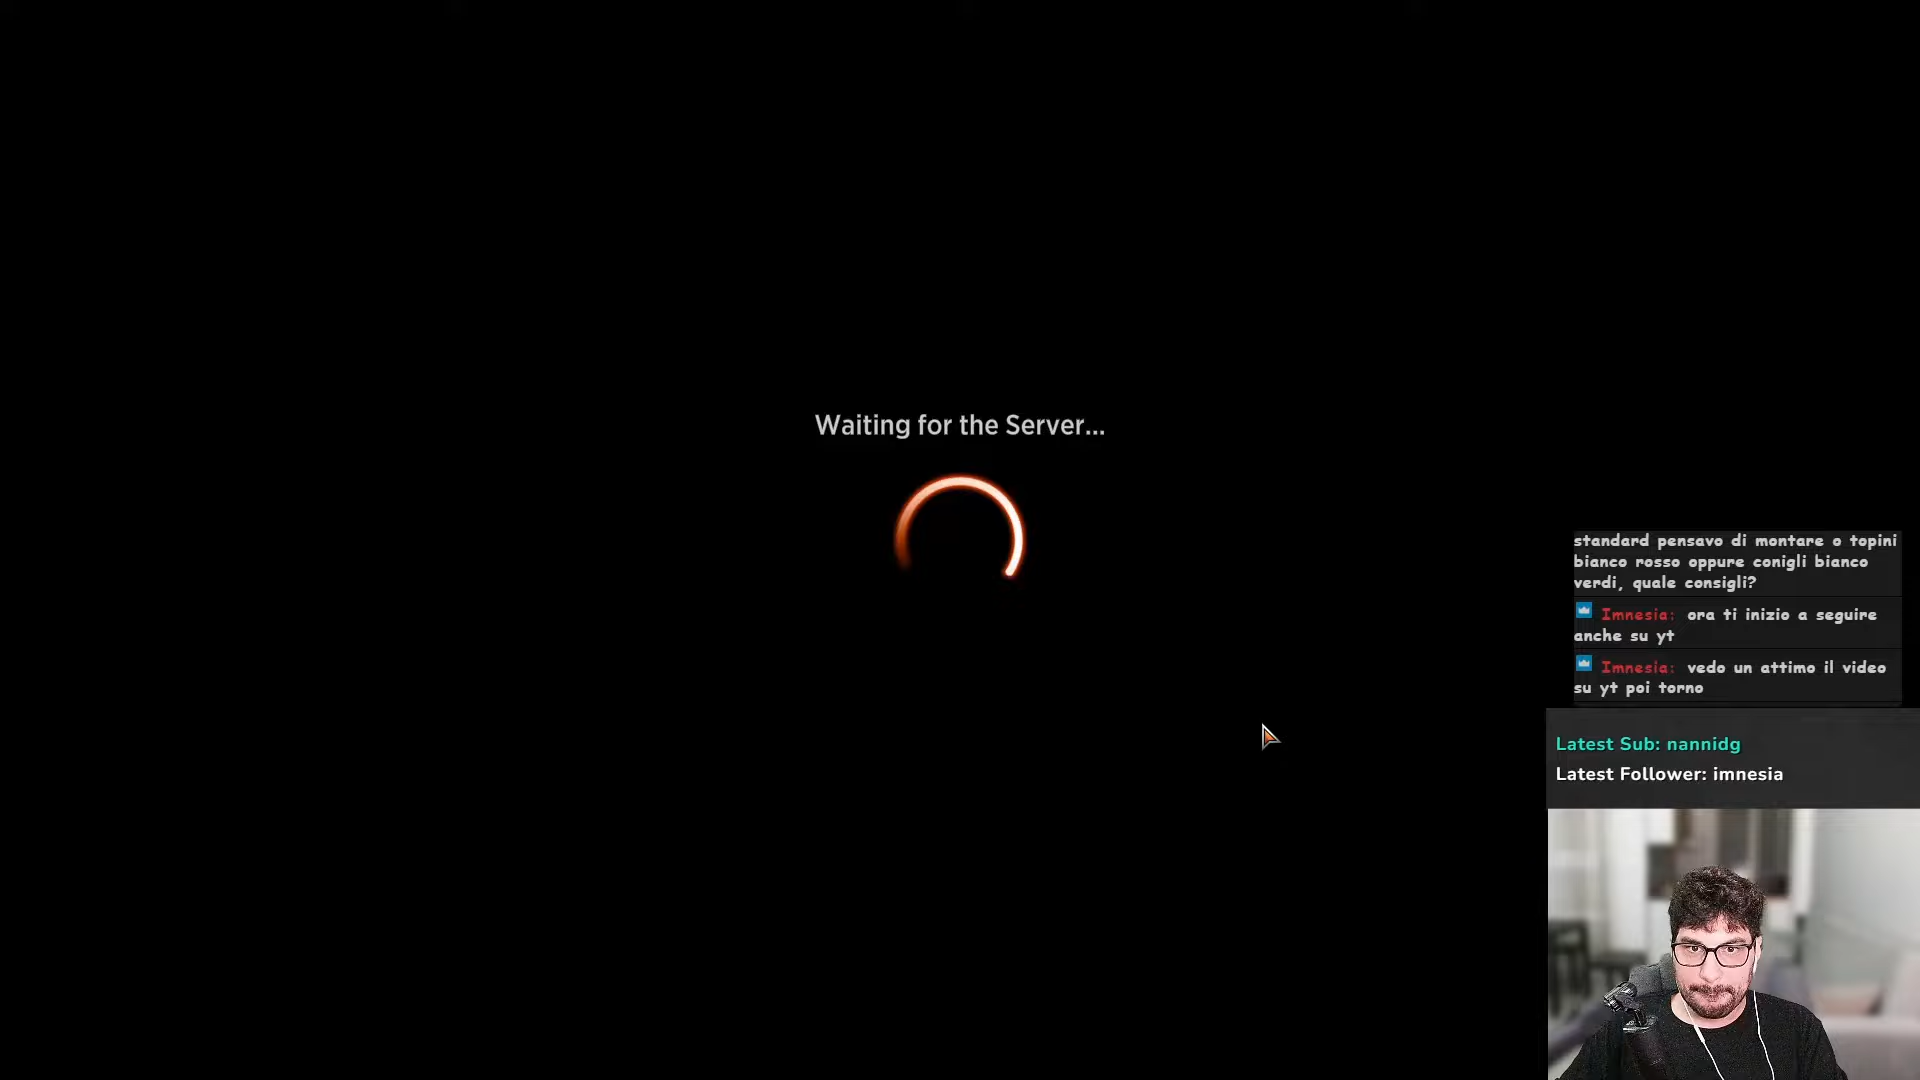 Waiting for the Server...
standard pensavo di montare o topini
bianco rosso oppure conigli bianco
verdi, quale consigli?
Imnesia: ora ti inizio a seguire
anche su yt
Imnesia: vedo un attimo il video
su yt poi torno
Latest Sub: nannidg
Latest Follower: imnesia